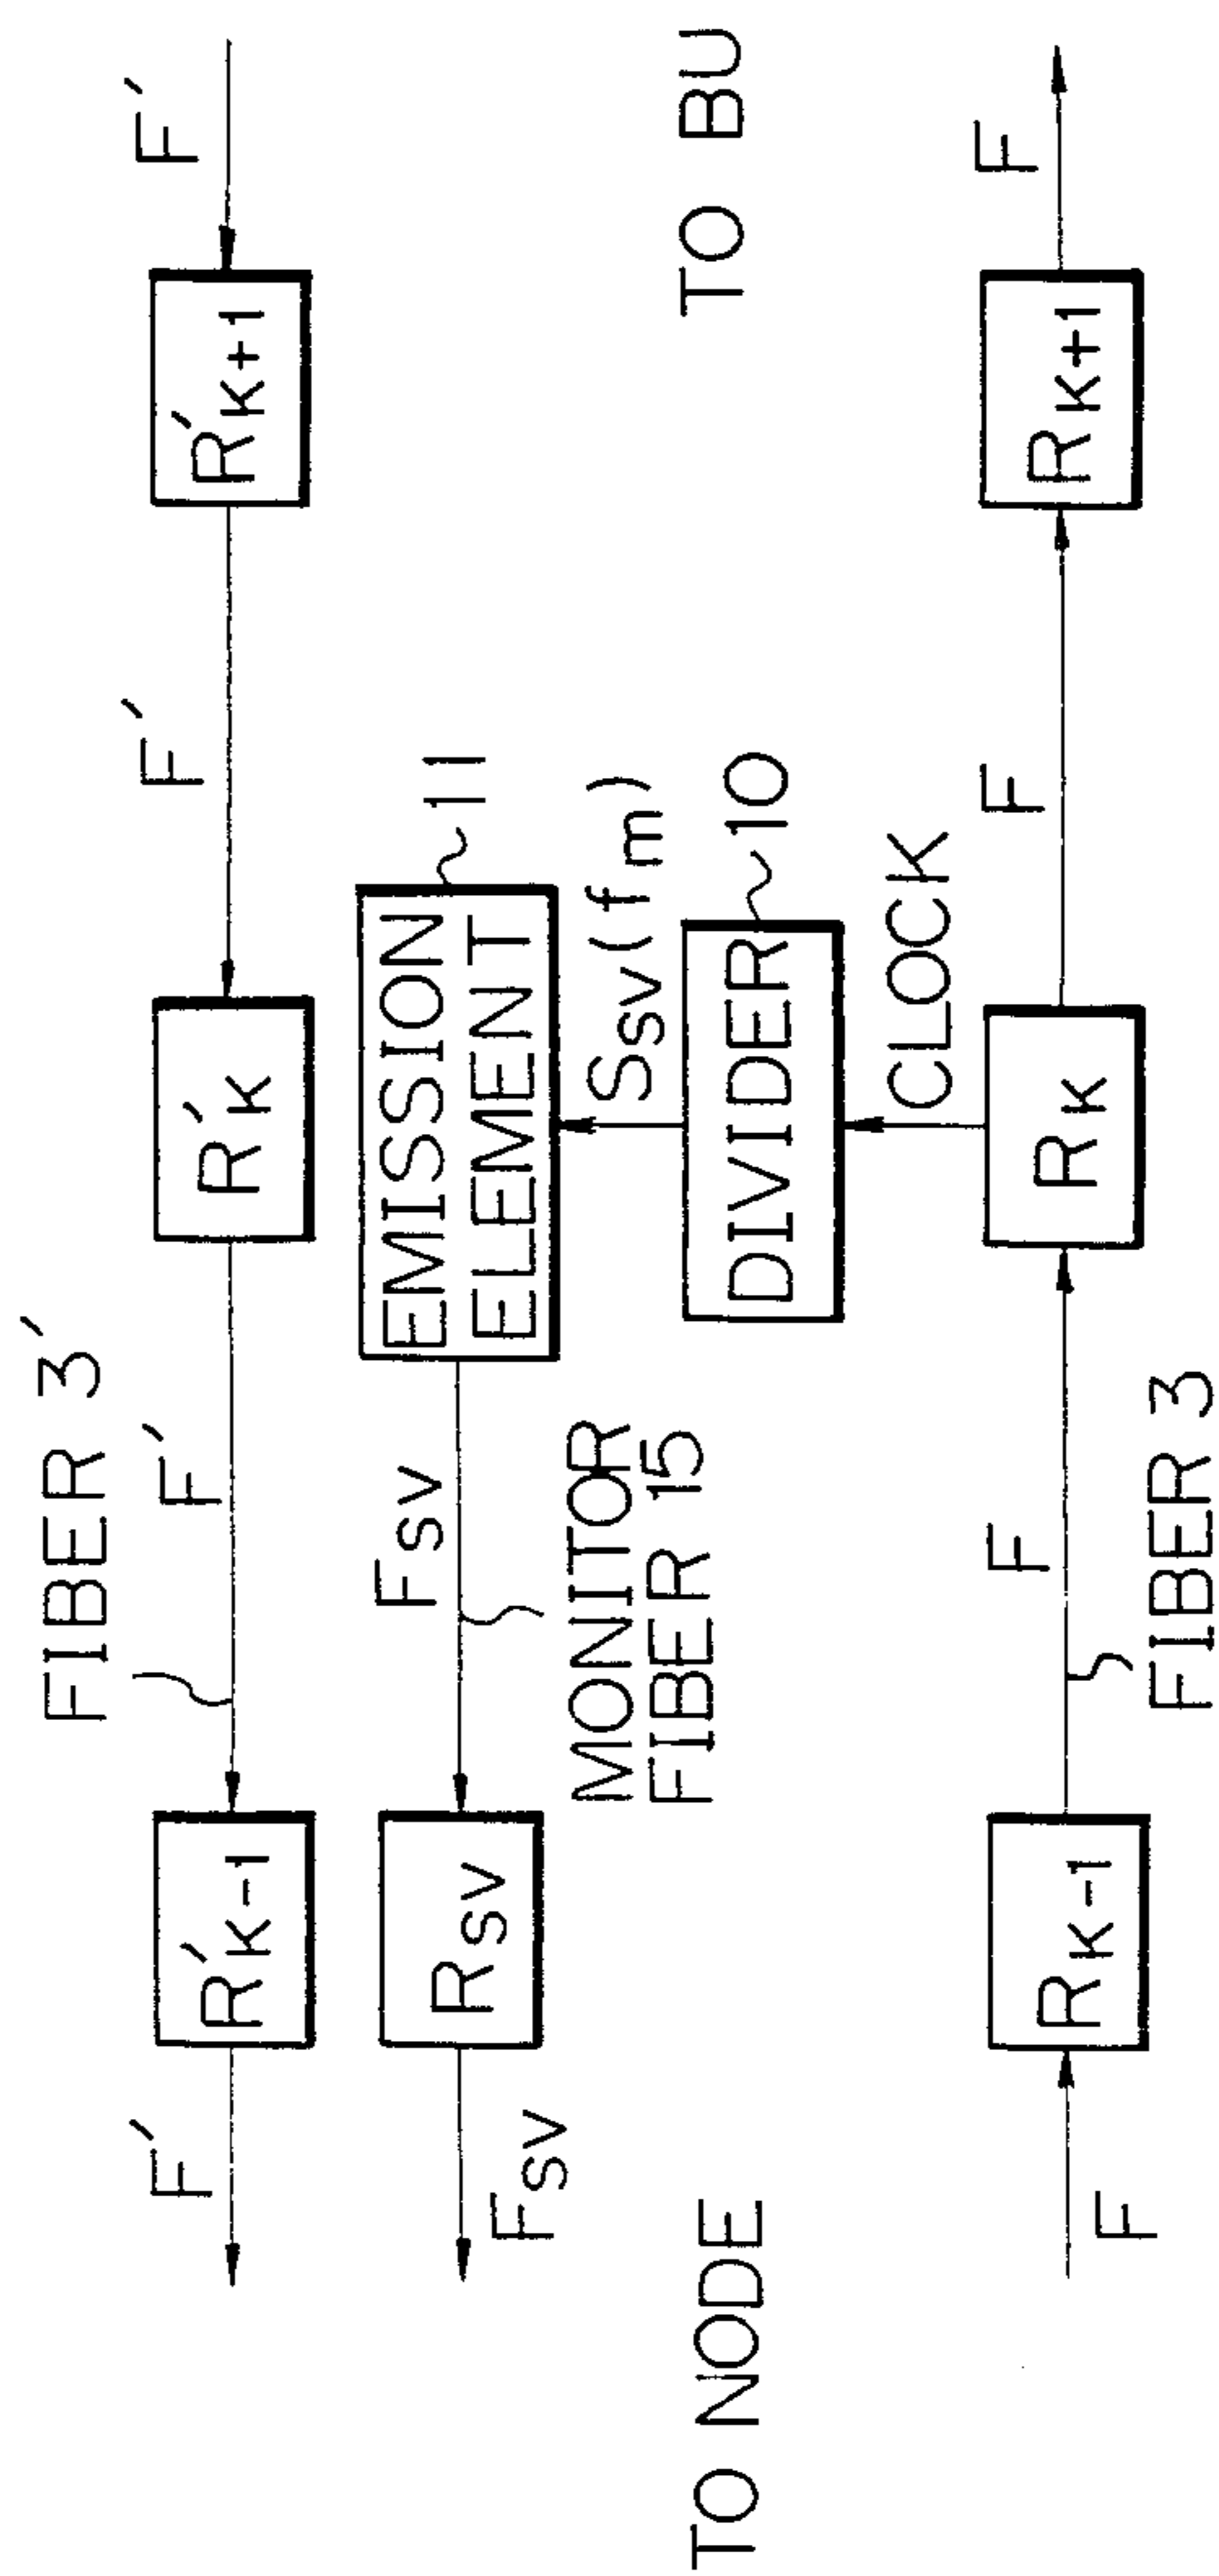 FIBER 3´
F´
F´
F´
F´
R´K-1
R´K
R´K+1
FSV
FSV
RSV
EMISSION
ELEMENT
11
MONITOR
FIBER 15
SSV(fm)
TO NODE
DIVIDER
10
TO BU
CLOCK
F
F
F
F
RK-1
RK
RK+1
FIBER 3